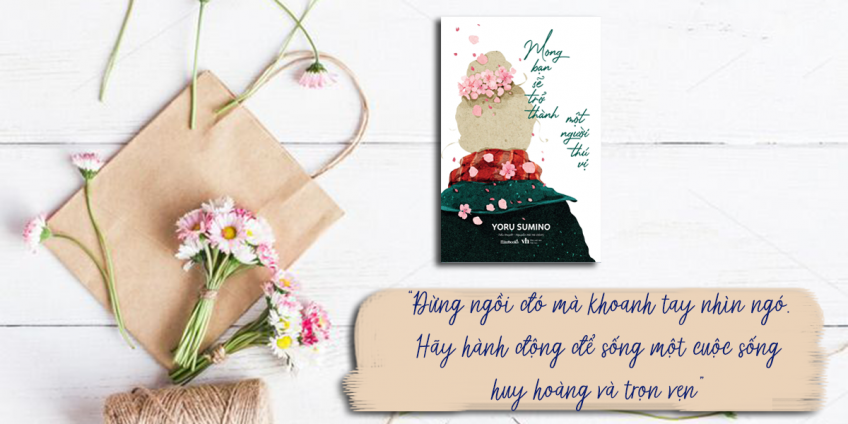 Mong
bạn
sẽ
trở
thành
một
người
thú
vị
YORU SUMINO
"Đừng ngồi đó mà khoanh tay nhìn ngó.
Hãy hành động để sống một cuộc sống
huy hoàng và trọn vẹn"